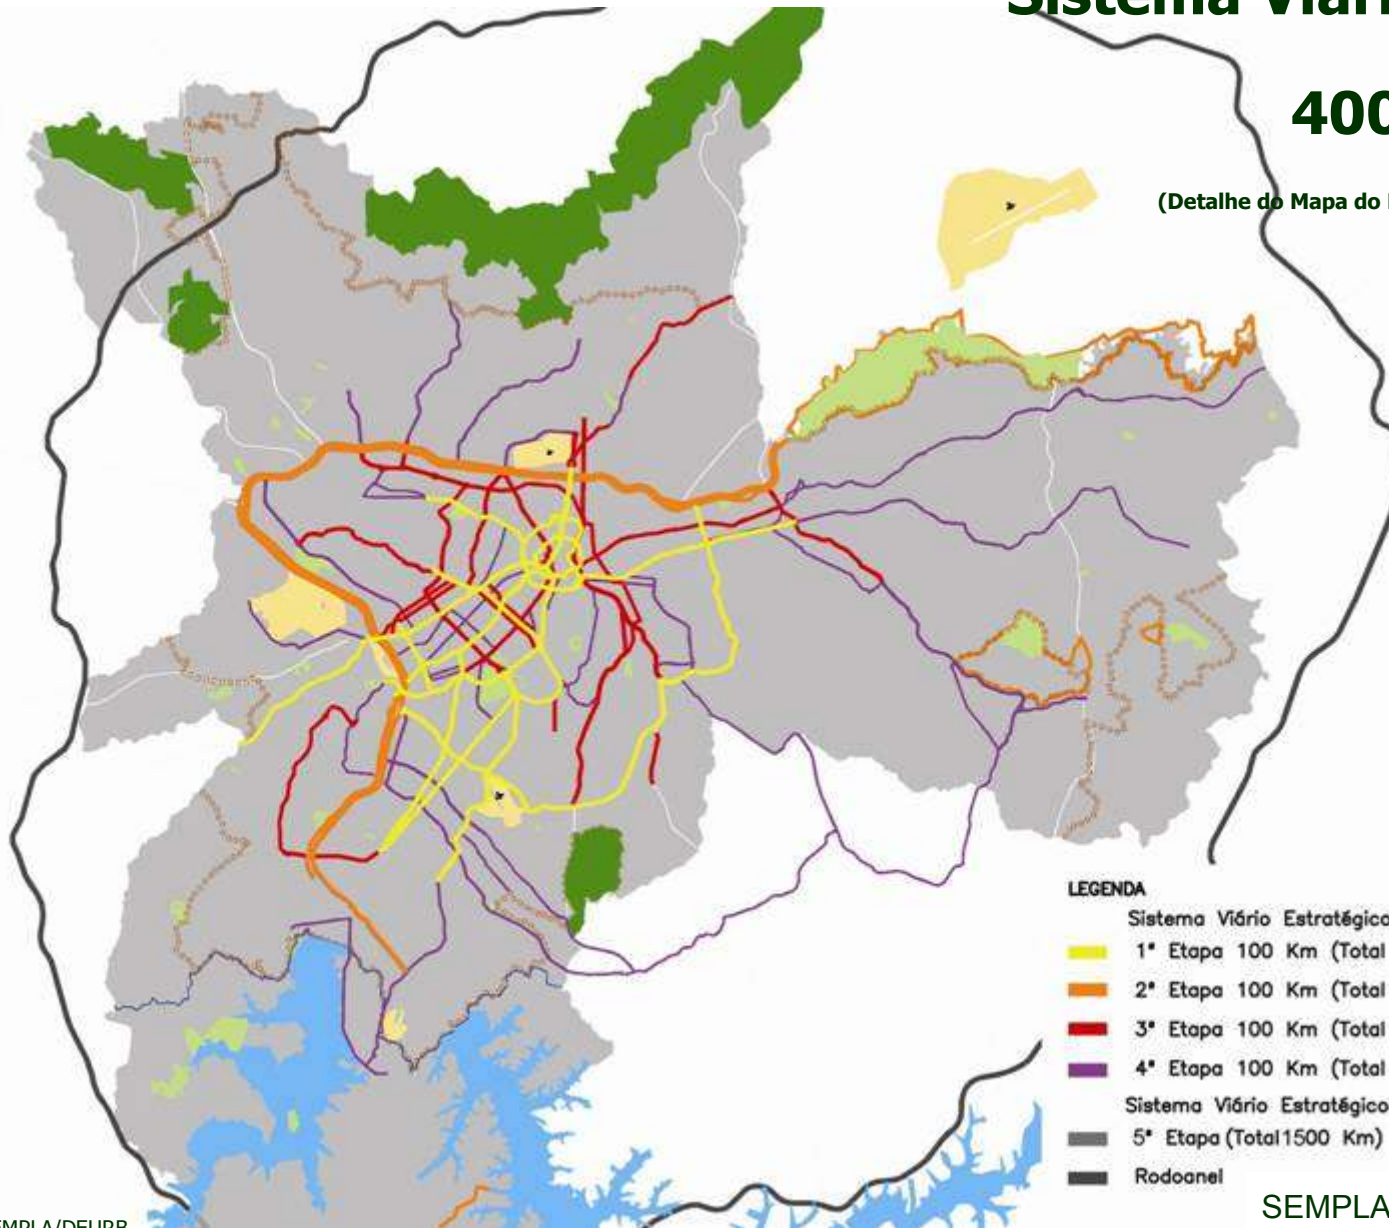 Sistema Viári
400
(Detalhe do Mapa do
LEGENDA
Sistema Viário Estratégico
1ª Etapa 100 Km (Total
2ª Etapa 100 Km (Total
3ª Etapa 100 Km (Total
4ª Etapa 100 Km (Total
Sistema Viário Estratégico
5ª Etapa (Total 1500 Km)
Rodoanel
SEMPLA
EMPLA/DEURB